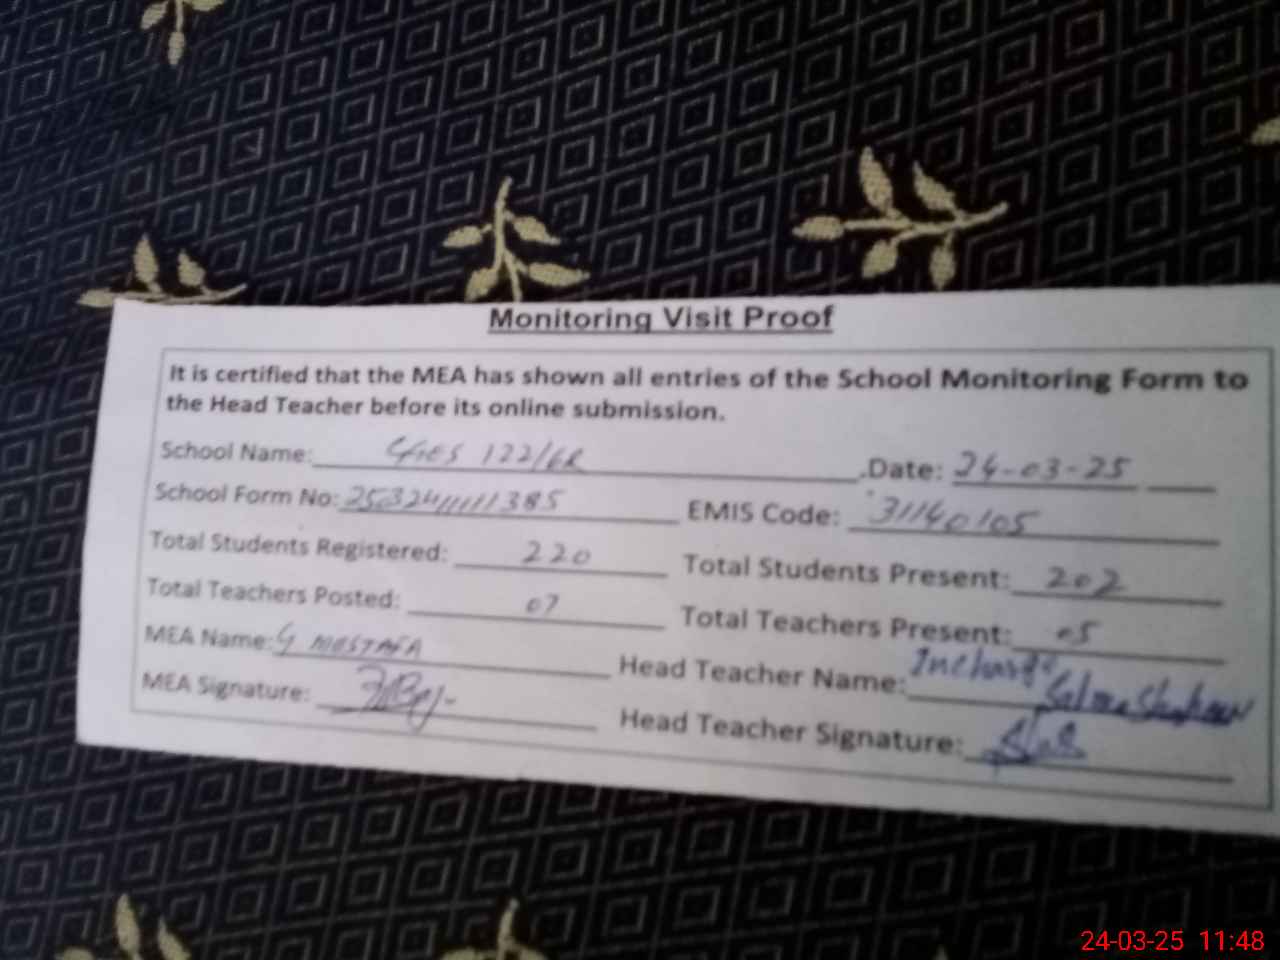 Monitoring Visit Proof
It is certified that the MEA has shown all entries of the School Monitoring Form to
the Head Teacher before its online submission.
School Name: GGES 122/6R .Date: 24-03-25
School Form No: EMIS Code: 31140105
Total Students Registered: 220 Total Students Present: 202
Total Teachers Posted: 07 Total Teachers Present: 05
MEA Name: G MUSTAFA Head Teacher Name: Incharge Salma Shaheen
MEA Signature: Head Teacher Signature:
24-03-25 11:48